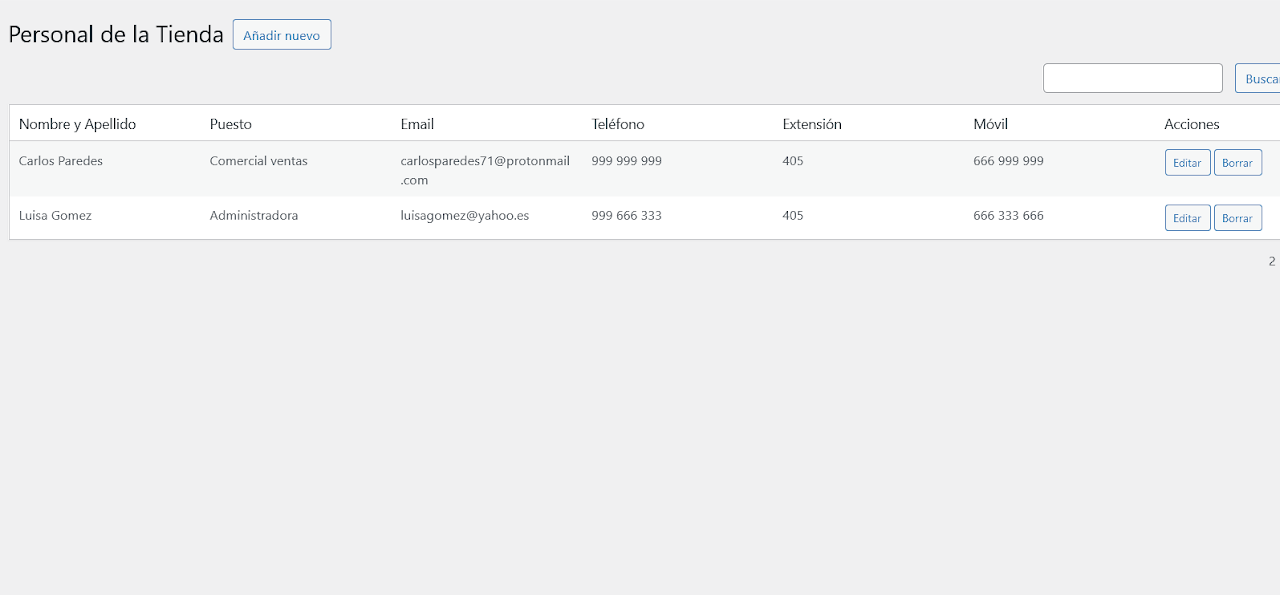 Personal de la Tienda Añadir nuevo
Busca
Nombre y Apellido Puesto Email Teléfono Extensión Móvil Acciones
Carlos Paredes Comercial ventas carlosparedes71@protonmail 999 999 999 405 666 999 999 Editar Borrar
.com
Luisa Gomez Administradora luisagomez@yahoo.es 999 666 333 405 666 333 666 Editar Borrar
2